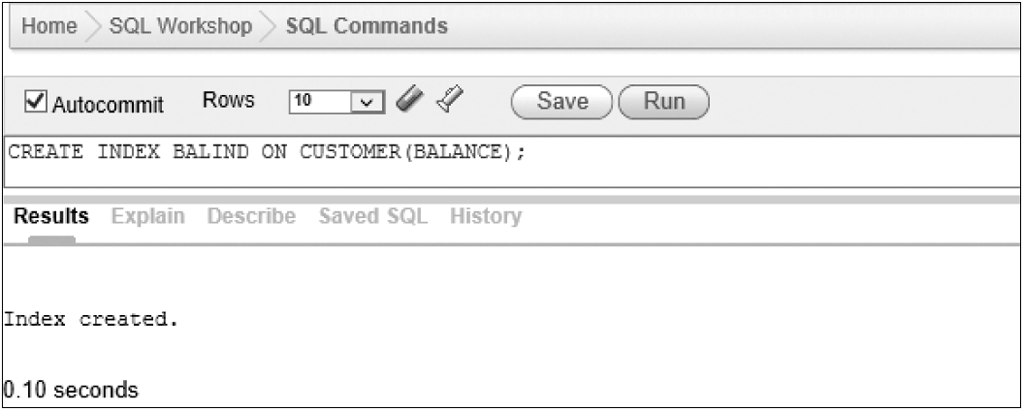 Home SQL Workshop SQL Commands
Autocommit Rows 10 Save Run
CREATE INDEX BALIND ON CUSTOMER(BALANCE);
Results Explain Describe Saved SQL History
Index created.
0.10 seconds